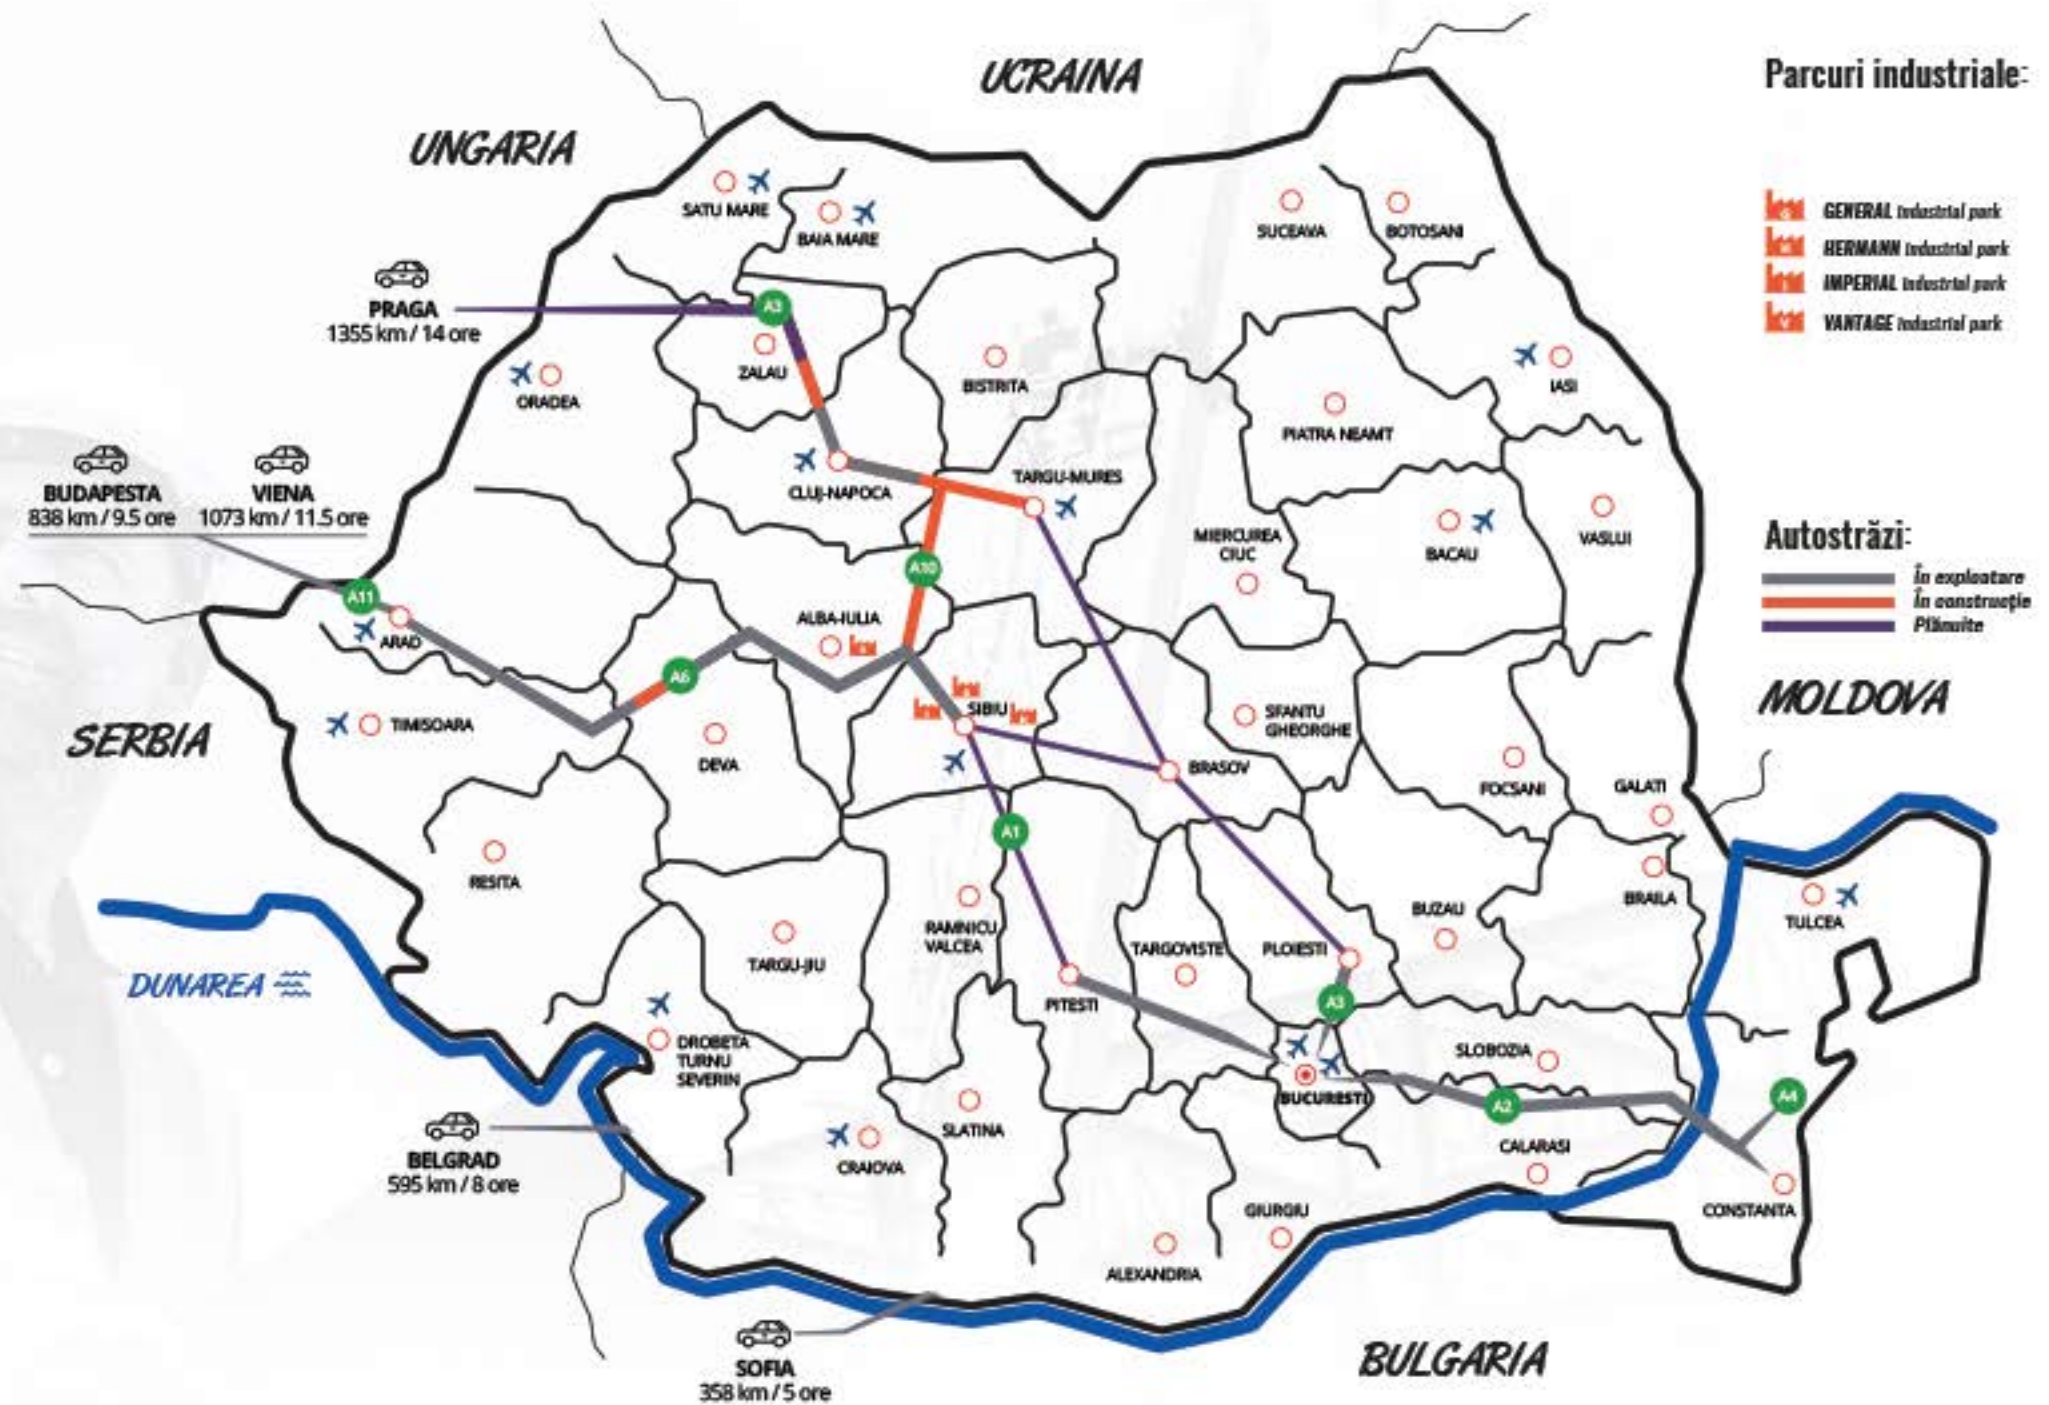 UCRAINA
UNGARIA
Parcuri industriale:
GENERAL industrial park
HERMANN industrial park
IMPERIAL industrial park
VANTAGE industrial park
SATU MARE
BAIA MARE
SUCEAVA
BOTOSANI
PRAGA
1355 km / 14 ore
A3
ZALAU
BISTRITA
IASI
ORADEA
PIATRA NEAMT
BUDAPESTA
838 km / 9.5 ore
VIENA
1073 km / 11.5 ore
CLUJ-NAPOCA
TARGU-MURES
MIERCUREA
CIUC
BACAU
VASLUI
Autostrăzi:
În exploatare
În construcție
Plănuite
A11
ARAD
A10
ALBA-IULIA
A6
SERBIA
TIMISOARA
DEVA
SIBIU
SFANTU
GHEORGHE
BRASOV
MOLDOVA
FOCSANI
GALATI
A1
RESITA
BRAILA
TULCEA
DUNAREA
TARGU-JIU
RAMNICU
VALCEA
TARGOVISTE
PLOIESTI
BUZAU
PITESTI
A3
DROBETA
TURNU
SEVERIN
SLOBOZIA
BUCURESTI
A2
A4
BELGRAD
595 km / 8 ore
CRAIOVA
SLATINA
CALARASI
CONSTANTA
GIURGIU
ALEXANDRIA
SOFIA
358 km / 5 ore
BULGARIA